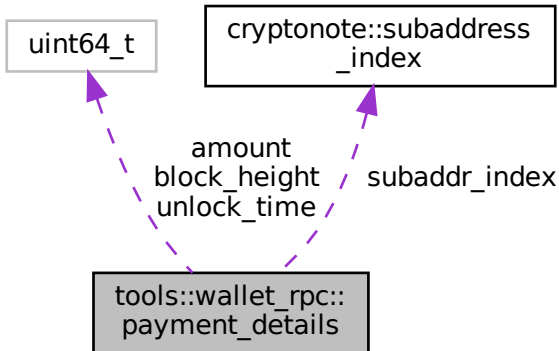 uint64_t
cryptonote::subaddress
_index
amount
block_height
unlock_time
subaddr_index
tools::wallet_rpc::
payment_details